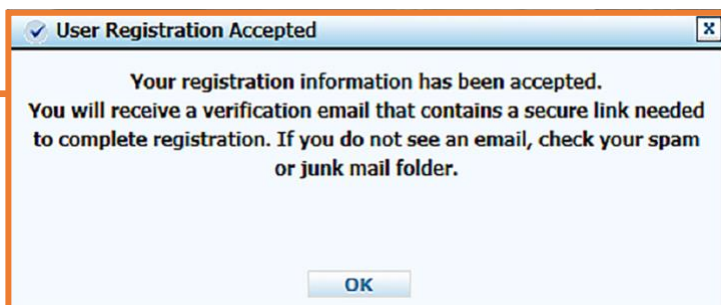 User Registration Accepted
X
Your registration information has been accepted.
You will receive a verification email that contains a secure link needed
to complete registration. If you do not see an email, check your spam
or junk mail folder.
OK